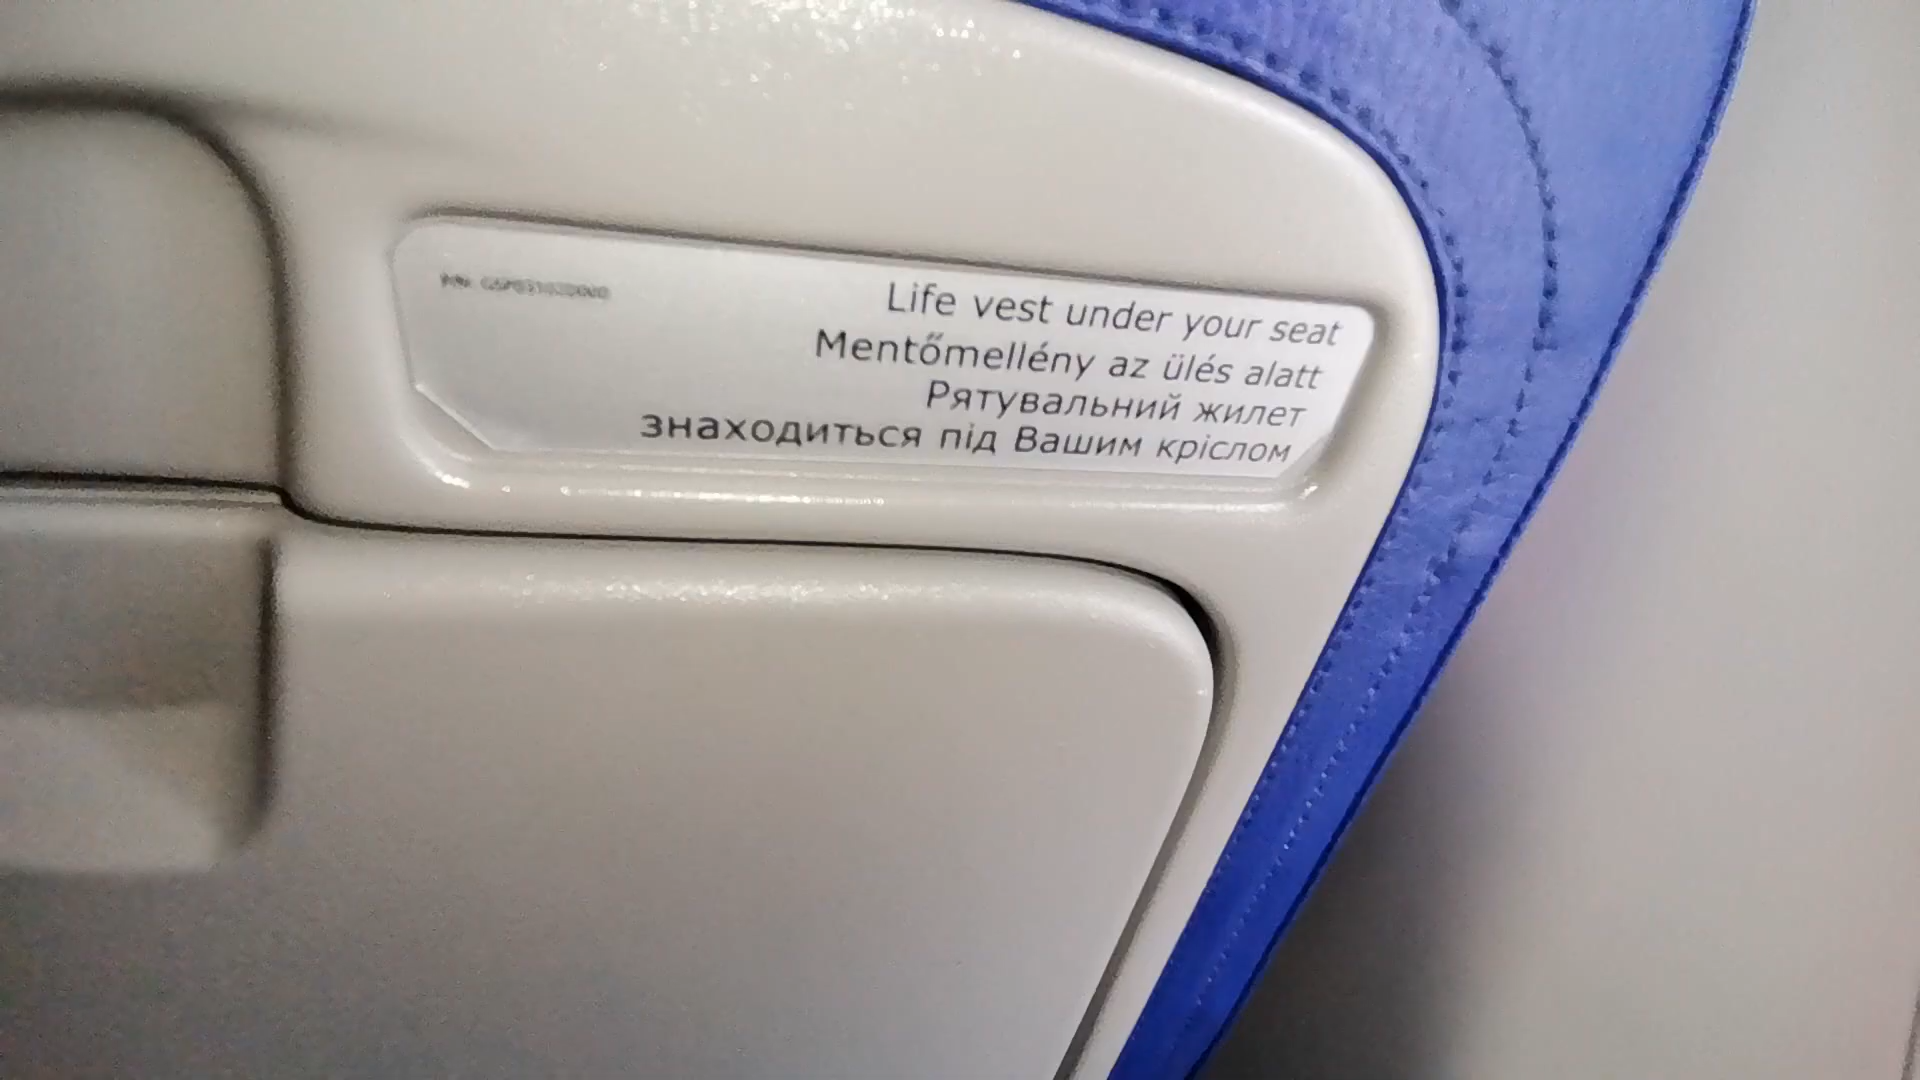 Life vest under your seat
Mentőmellény az ülés alatt
Рятувальний жилет
знаходиться під Вашим кріслом